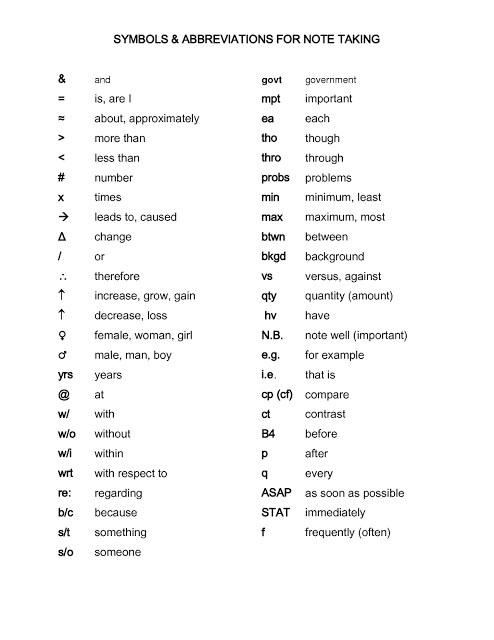 SYMBOLS & ABBREVIATIONS FOR NOTE TAKING
& and
= is, are I
≈ about, approximately
> more than
< less than
# number
x times
→ leads to, caused
Δ change
/ or
∴ therefore
↑ increase, grow, gain
↑ decrease, loss
♀ female, woman, girl
♂ male, man, boy
yrs years
@ at
w/ with
w/o without
w/i within
wrt with respect to
re: regarding
b/c because
s/t something
s/o someone
govt government
mpt important
ea each
tho though
thro through
probs problems
min minimum, least
max maximum, most
btwn between
bkgd background
vs versus, against
qty quantity (amount)
hv have
N.B. note well (important)
e.g. for example
i.e. that is
cp (cf) compare
ct contrast
B4 before
p after
q every
ASAP as soon as possible
STAT immediately
f frequently (often)